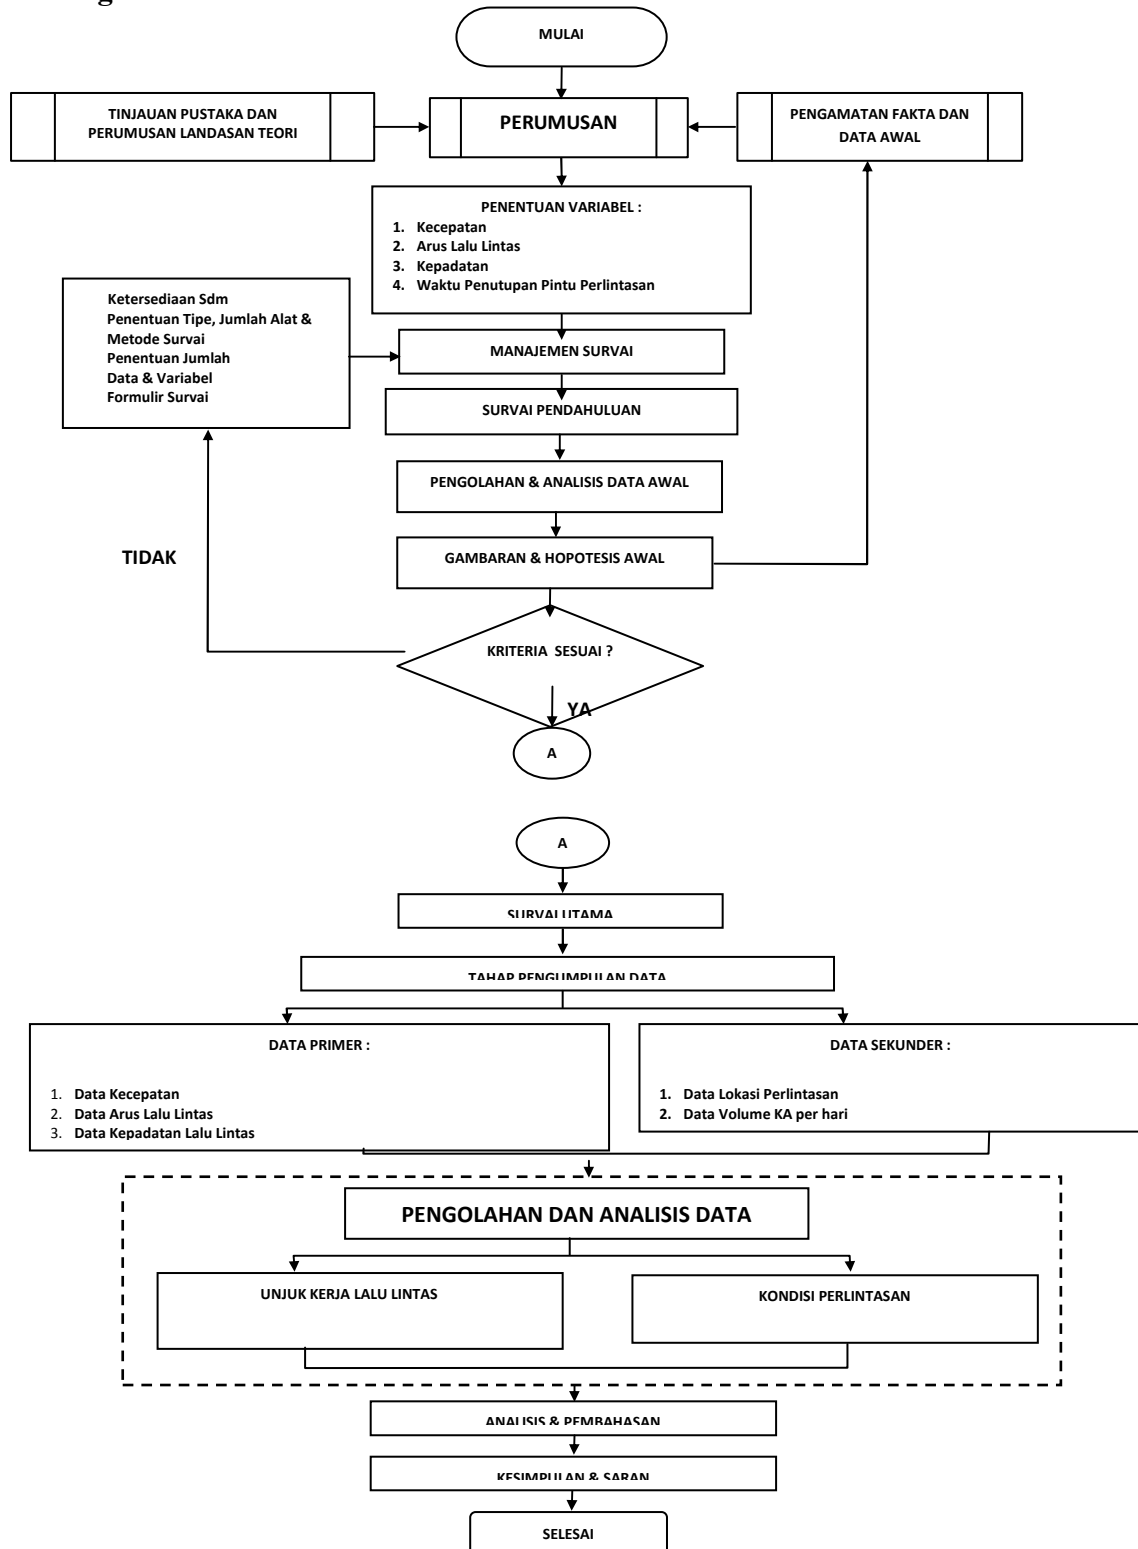 MULAI
TINJAUAN PUSTAKA DAN
PERUMUSAN LANDASAN TEORI
PERUMUSAN
PENGAMATAN FAKTA DAN
DATA AWAL
PENENTUAN VARIABEL :
1. Kecepatan
2. Arus Lalu Lintas
3. Kepadatan
4. Waktu Penutupan Pintu Perlintasan
Ketersediaan Sdm
Penentuan Tipe, Jumlah Alat &
Metode Survai
Penentuan Jumlah
Data & Variabel
Formulir Survai
MANAJEMEN SURVAI
SURVAI PENDAHULUAN
PENGOLAHAN & ANALISIS DATA AWAL
GAMBARAN & HOPOTESIS AWAL
TIDAK
KRITERIA SESUAI ?
YA
A
A
SURVAI UTAMA
TAHAP PENGUMPULAN DATA
DATA PRIMER :
1. Data Kecepatan
2. Data Arus Lalu Lintas
3. Data Kepadatan Lalu Lintas
DATA SEKUNDER :
1. Data Lokasi Perlintasan
2. Data Volume KA per hari
PENGOLAHAN DAN ANALISIS DATA
UNJUK KERJA LALU LINTAS
KONDISI PERLINTASAN
ANALISIS & PEMBAHASAN
KESIMPULAN & SARAN
SELESAI